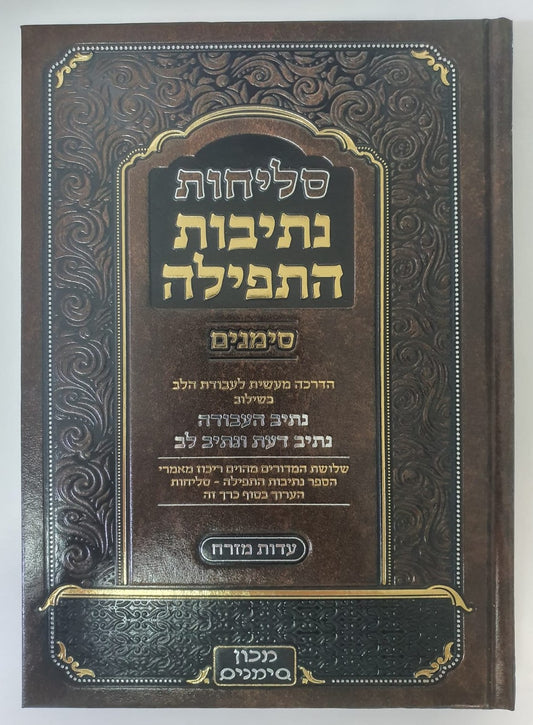 סליחות
נתיבות
התפילה
סימנים
הדרכה מעשית לעבודת הלב
בשילוב
נתיב העבודה
נתיב דעת ונתיב לב
שלושת המדורים מהוים ריכוז מאמרי
הספר נתיבות התפילה - סליחות
הערוך בסוף כרך זה
עדות מזרח
מכון
סימנים